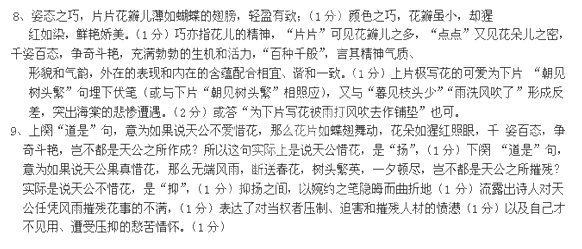 8、姿态之巧，片片花瓣儿薄如蝴蝶的翅膀，轻盈有致；（1分）颜色之巧，花瓣虽小，却猩
红如染，鲜艳娇美。（1分）巧亦指花儿的精神，“片片”可见花瓣儿之多，“点点”又见花朵儿之密，
千姿百态，争奇斗艳，充满勃勃的生机和活力，“百种千般”，言其精神气质、
形貌和气韵，外在的表现和内在的含蕴配合相宜、谐和一致。（1分）上片极写花的可爱为下片 “朝见
树头繁”句埋下伏笔（或与下片“朝见树头繁”相照应），又与“暮见枝头少”“雨洗风吹了”形成反
差，突出海棠的悲惨遭遇。（2分）或答“为下片写花被雨打风吹去作铺垫”也可。
9、上阕“道是”句，意为如果说天公不爱惜花，那么花片如蝶翅舞动，花朵如猩红照眼，千 姿百态，争
奇斗艳，岂不都是天公之所作成？所以这句实际上是说天公惜花，是“扬”，（1分）下阕 “道是”句，
意为如果说天公果真惜花，那么无端风雨，断送春花，树头繁英，一夕顿尽，岂不都是天公之所摧残？
实际是说天公不惜花，是“抑”，（1分）抑扬之间，以婉约之笔隐晦而曲折地（1分）流露出诗人对天
公任凭风雨摧残花事的不满，（1分）表达了对当权者压制、迫害和摧残人材的愤懑（1分）以及自己才
不见用、遭受压抑的愁苦情怀。（1分）